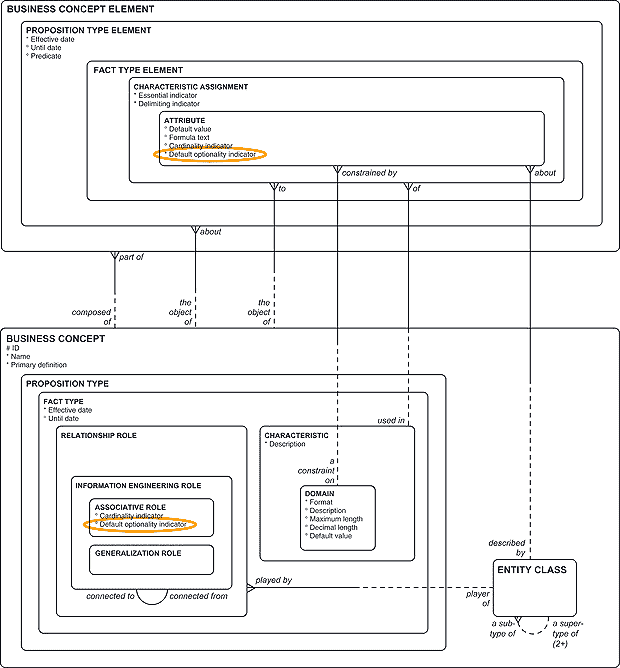 BUSINESS CONCEPT ELEMENT
PROPOSITION TYPE ELEMENT
* Effective date
° Until date
° Predicate
FACT TYPE ELEMENT
CHARACTERISTIC ASSIGNMENT
* Essential indicator
* Delimiting indicator
ATTRIBUTE
° Default value
° Formula text
° Cardinality indicator
* Default optionality indicator
constrained by
about
to
of
about
part of
composed
of
the
object
of
the
object
of
BUSINESS CONCEPT
# ID
* Name
* Primary definition
PROPOSITION TYPE
FACT TYPE
* Effective date
° Until date
used in
RELATIONSHIP ROLE
CHARACTERISTIC
* Description
a
constraint
on
INFORMATION ENGINEERING ROLE
DOMAIN
* Format
* Description
° Maximum length
° Decimal length
° Default value
ASSOCIATIVE ROLE
° Cardinality indicator
* Default optionality indicator
GENERALIZATION ROLE
described
by
ENTITY CLASS
played by
player
of
connected to
connected from
a sub-
type of
a super-
type of
(2+)